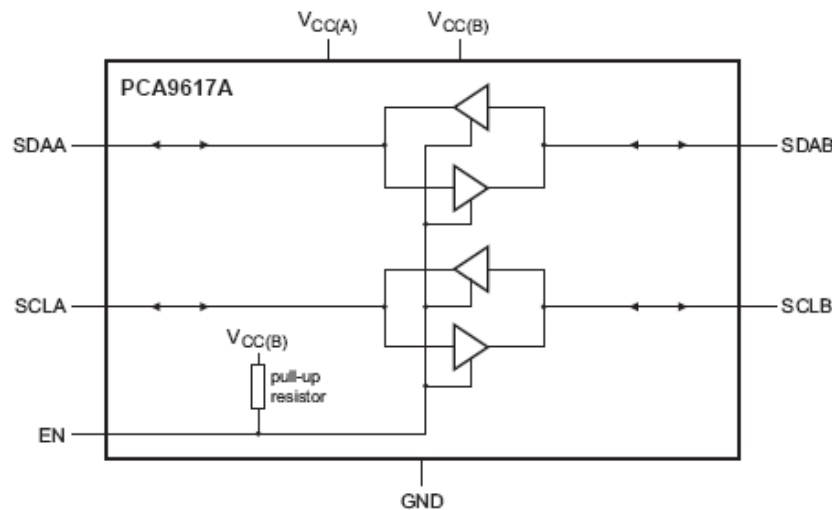 VCC(A)
VCC(B)
PCA9617A
SDAA
SDAB
SCLA
SCLB
VCC(B)
pull-up
resistor
EN
GND